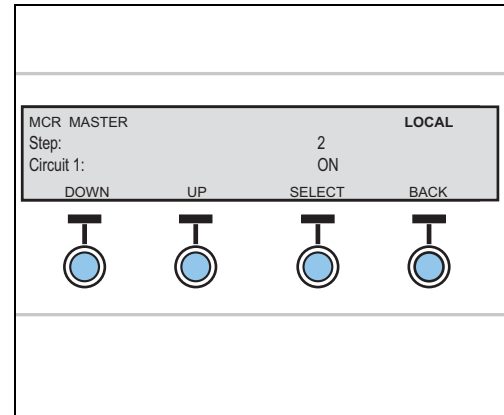 MCR MASTER LOCAL
Step: 2
Circuit 1: ON
DOWN UP SELECT BACK